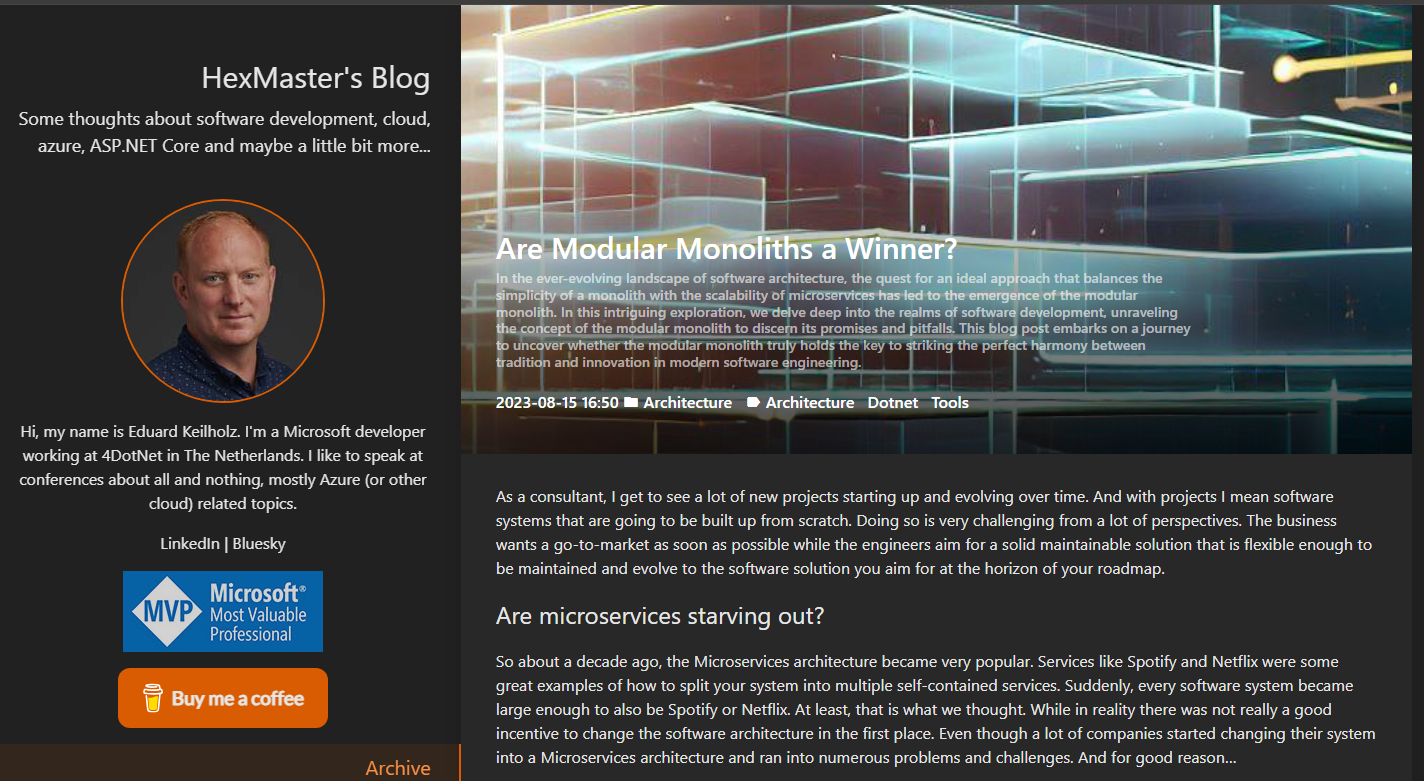 HexMaster's Blog
Some thoughts about software development, cloud,
azure, ASP.NET Core and maybe a little bit more...
Hi, my name is Eduard Keilholz. I'm a Microsoft developer
working at 4DotNet in The Netherlands. I like to speak at
conferences about all and nothing, mostly Azure (or other
cloud) related topics.
LinkedIn | Bluesky
MVP
Microsoft®
Most Valuable
Professional
Buy me a coffee
Archive
Are Modular Monoliths a Winner?
In the ever-evolving landscape of software architecture, the quest for an ideal approach that balances the
simplicity of a monolith with the scalability of microservices has led to the emergence of the modular
monolith. In this intriguing exploration, we delve deep into the realms of software development, unraveling
the concept of the modular monolith to discern its promises and pitfalls. This blog post embarks on a journey
to uncover whether the modular monolith truly holds the key to striking the perfect harmony between
tradition and innovation in modern software engineering.
2023-08-15 16:50 Architecture Architecture Dotnet Tools
As a consultant, I get to see a lot of new projects starting up and evolving over time. And with projects I mean software
systems that are going to be built up from scratch. Doing so is very challenging from a lot of perspectives. The business
wants a go-to-market as soon as possible while the engineers aim for a solid maintainable solution that is flexible enough to
be maintained and evolve to the software solution you aim for at the horizon of your roadmap.
Are microservices starving out?
So about a decade ago, the Microservices architecture became very popular. Services like Spotify and Netflix were some
great examples of how to split your system into multiple self-contained services. Suddenly, every software system became
large enough to also be Spotify or Netflix. At least, that is what we thought. While in reality there was not really a good
incentive to change the software architecture in the first place. Even though a lot of companies started changing their system
into a Microservices architecture and ran into numerous problems and challenges. And for good reason...